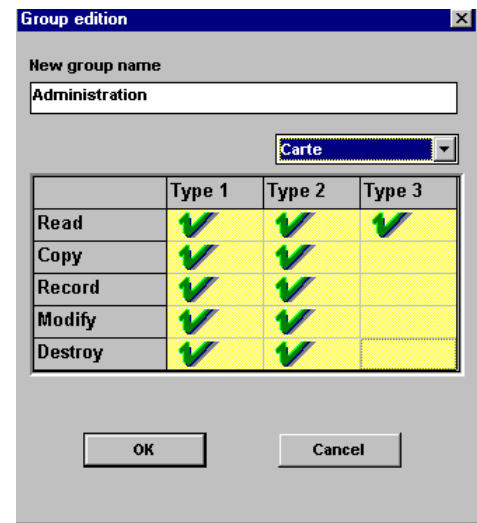 Group edition
New group name
Administration
Carte
Type 1 Type 2 Type 3
Read
Copy
Record
Modify
Destroy
OK Cancel